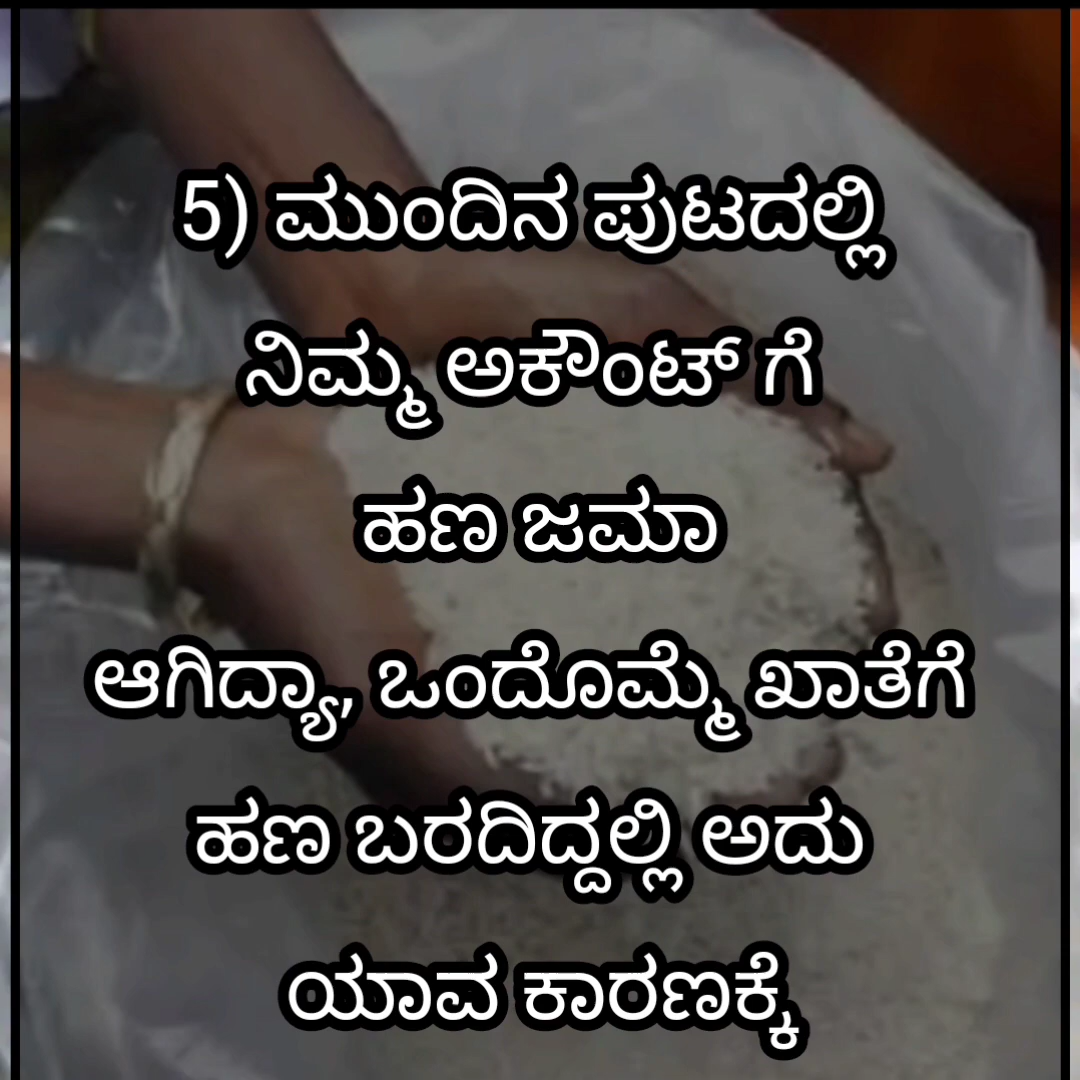 5) ಮುಂದಿನ ಪುಟದಲ್ಲಿ
ನಿಮ್ಮ ಅಕೌಂಟ್ ಗೆ
ಹಣ ಜಮಾ
ಆಗಿದ್ಯಾ, ಒಂದೊಮ್ಮೆ ಖಾತೆಗೆ
ಹಣ ಬರದಿದ್ದಲ್ಲಿ ಅದು
ಯಾವ ಕಾರಣಕ್ಕೆ